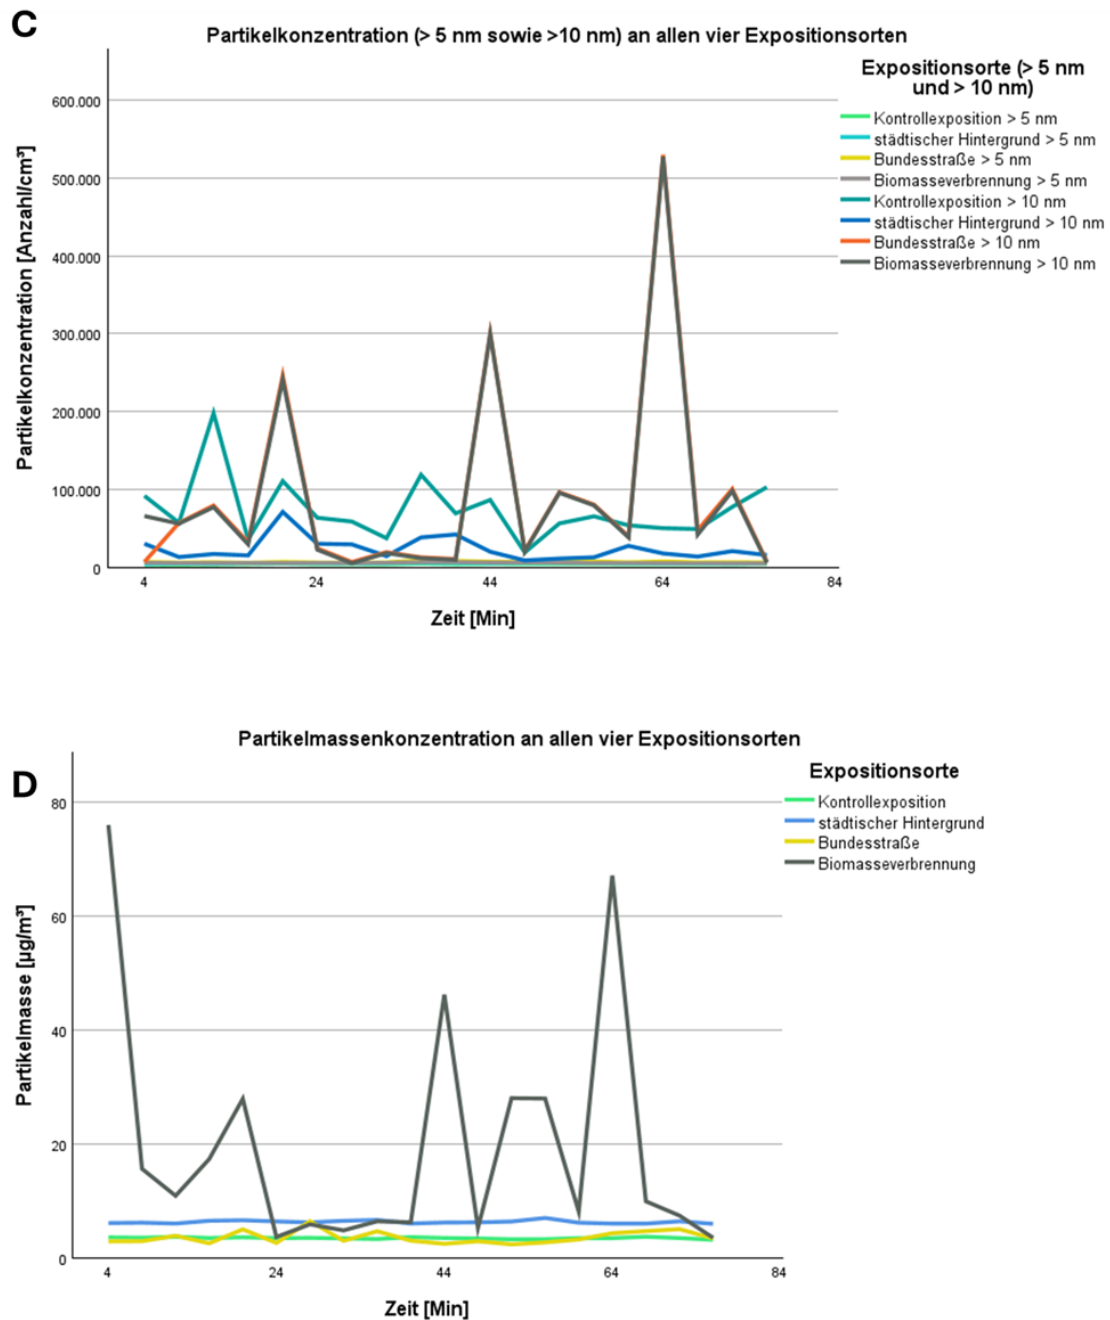 C
Partikelkonzentration (> 5 nm sowie >10 nm) an allen vier Expositionsorten
Expositionsorte (> 5 nm
und > 10 nm)
Kontrollexposition > 5 nm
städtischer Hintergrund > 5 nm
Bundesstraße > 5 nm
Biomasseverbrennung > 5 nm
Kontrollexposition > 10 nm
städtischer Hintergrund > 10 nm
Bundesstraße > 10 nm
Biomasseverbrennung > 10 nm
Partikelkonzentration [Anzahl/cm³]
600.000
500.000
400.000
300.000
200.000
100.000
0
4 24 44 64 84
Zeit [Min]
Partikelmassenkonzentration an allen vier Expositionsorten
D
Expositionsorte
Kontrollexposition
städtischer Hintergrund
Bundesstraße
Biomasseverbrennung
Partikelmasse [µg/m³]
80
60
40
20
0
4 24 44 64 84
Zeit [Min]